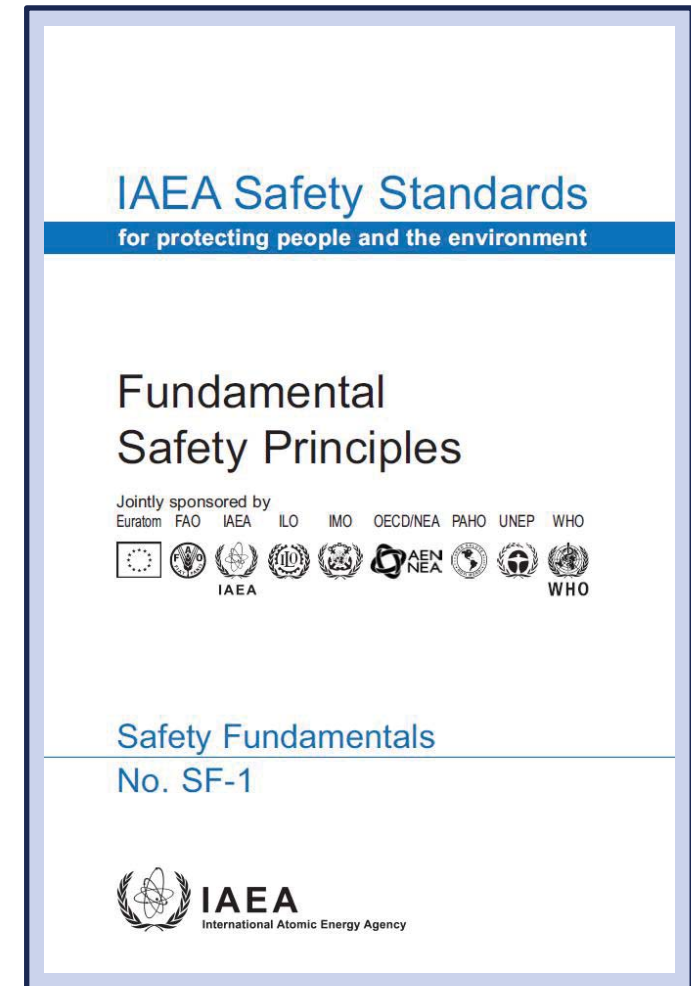 IAEA Safety Standards
for protecting people and the environment
Fundamental
Safety Principles
Jointly sponsored by
Euratom FAO IAEA ILO IMO OECD/NEA PAHO UNEP WHO
AEN
NEA
IAEA
WHO
Safety Fundamentals
No. SF-1
IAEA
International Atomic Energy Agency